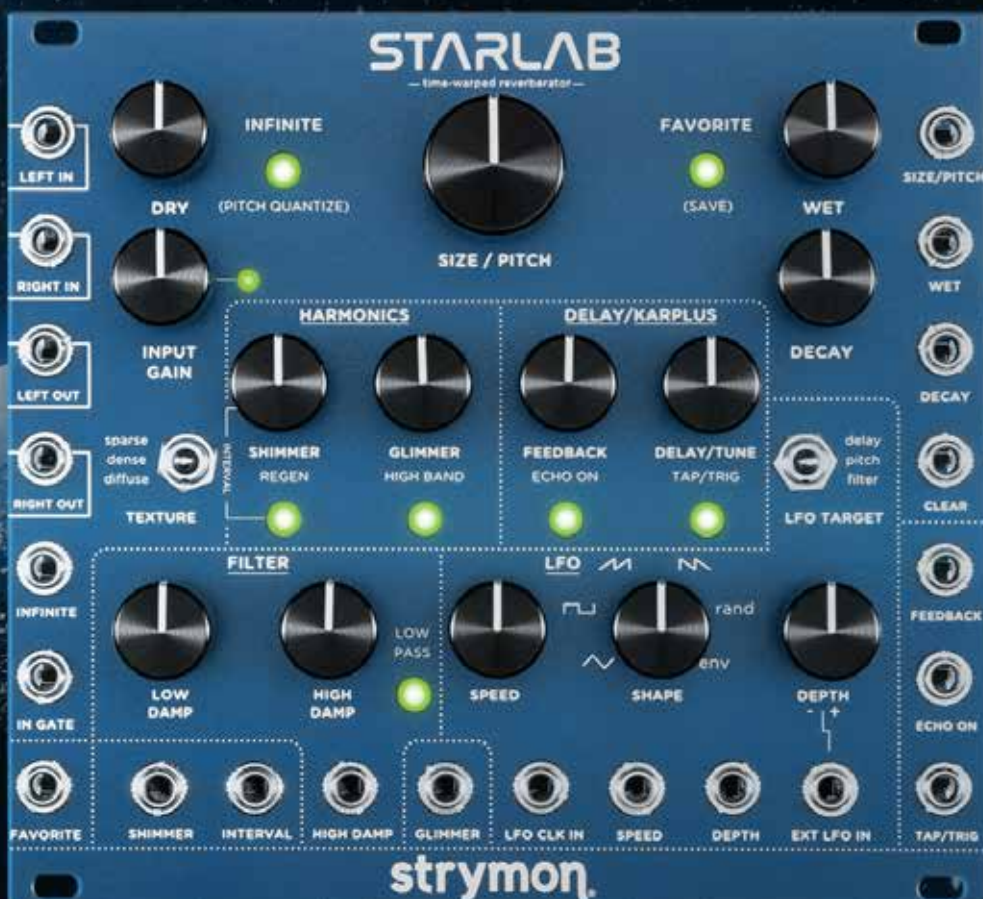 STARLAB
time-warped reverberator
LEFT IN
DRY
INFINITE
(PITCH QUANTIZE)
SIZE / PITCH
FAVORITE
(SAVE)
WET
SIZE/PITCH
RIGHT IN
INPUT
GAIN
DECAY
WET
HARMONICS
DELAY/KARPLUS
LEFT OUT
DECAY
sparse
dense
diffuse
TEXTURE
INTERVAL
SHIMMER
REGEN
GLIMMER
HIGH BAND
FEEDBACK
ECHO ON
DELAY/TUNE
TAP/TRIG
delay
pitch
filter
LFO TARGET
RIGHT OUT
CLEAR
INFINITE
FILTER
LOW
DAMP
HIGH
DAMP
LOW
PASS
LFO
SPEED
SHAPE
rand
env
DEPTH
- +
FEEDBACK
IN GATE
ECHO ON
FAVORITE
SHIMMER
INTERVAL
HIGH DAMP
GLIMMER
LFO CLK IN
SPEED
DEPTH
EXT LFO IN
TAP/TRIG
strymon®